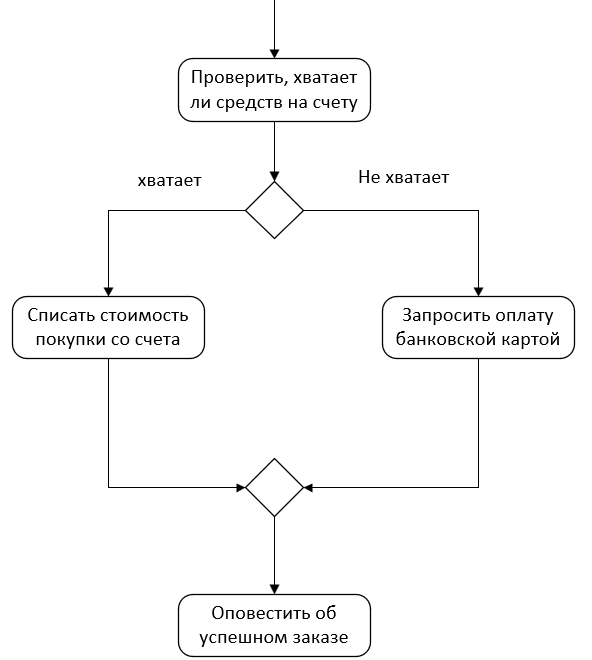 Проверить, хватает
ли средств на счету
хватает
Не хватает
Списать стоимость
покупки со счета
Запросить оплату
банковской картой
Оповестить об
успешном заказе